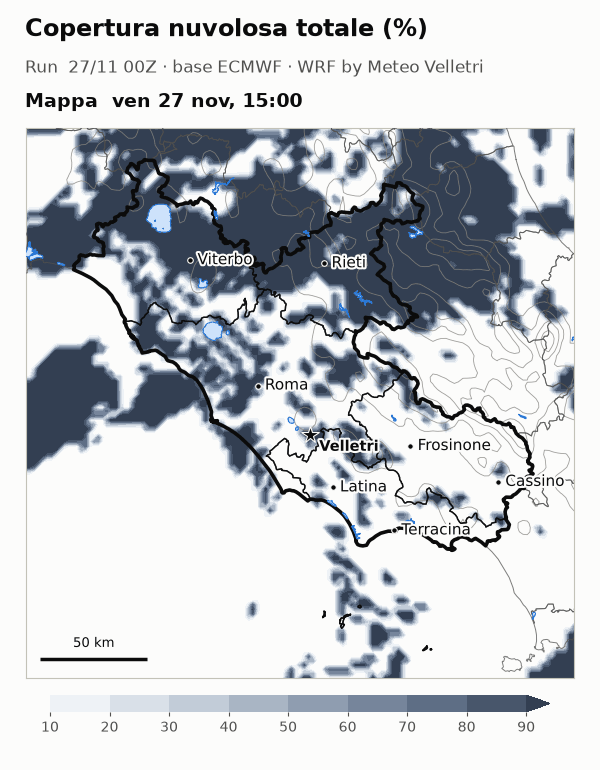 Copertura nuvolosa totale (%)
Run 27/11 00Z · base ECMWF · WRF by Meteo Velletri
Mappa ven 27 nov, 15:00
Viterbo
Rieti
Roma
Velletri
Frosinone
Latina
Cassino
Terracina
50 km
10 20 30 40 50 60 70 80 90